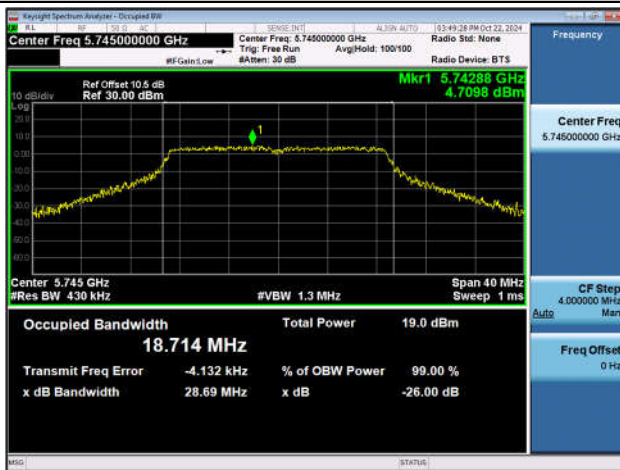 Keysight Spectrum Analyzer - Occupied BW
RL RF 50 Ω AC SENSE:INT ALIGN AUTO 03:49:28 PM Oct 22, 2024
Center Freq 5.745000000 GHz
Center Freq: 5.745000000 GHz
Radio Std: None
Trig: Free Run Avg|Hold: 100/100
#IFGain:Low #Atten: 30 dB Radio Device: BTS
Frequency
Mkr1 5.74288 GHz
4.7098 dBm
Ref Offset 10.5 dB
10 dB/div Ref 30.00 dBm
Log
20.0
10.0
0.00
-10.0
-20.0
-30.0
-40.0
-50.0
-60.0
1
Center 5.745 GHz Span 40 MHz
#Res BW 430 kHz #VBW 1.3 MHz Sweep 1 ms
Occupied Bandwidth Total Power 19.0 dBm
18.714 MHz
Transmit Freq Error -4.132 kHz % of OBW Power 99.00 %
x dB Bandwidth 28.69 MHz x dB -26.00 dB
Center Freq
5.745000000 GHz
CF Step
4.000000 MHz
Auto Man
Freq Offset
0 Hz
MSG STATUS